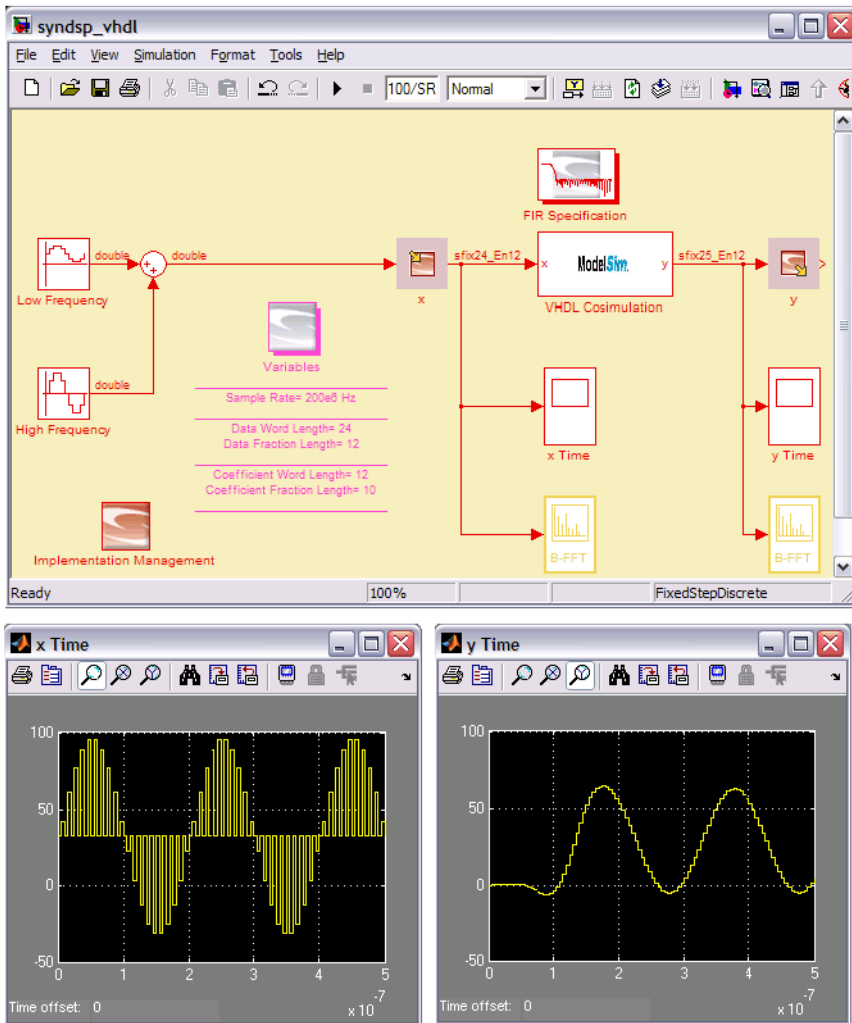 syndsp_vhdl
File Edit View Simulation Format Tools Help
100/SR Normal
FIR Specification
double double sfix24_En12 x ModelSim. y sfix25_En12
Low Frequency x VHDL Cosimulation y
Variables
double
High Frequency
Sample Rate= 200e6 Hz
Data Word Length= 24
Data Fraction Length= 12
x Time y Time
Coefficient Word Length= 12
Coefficient Fraction Length= 10
Implementation Management B-FFT B-FFT
Ready 100% FixedStepDiscrete
x Time
100
50
0
-50
0 1 2 3 4 5
x 10 -7
Time offset: 0
y Time
100
50
0
-50
0 1 2 3 4 5
x 10 -7
Time offset: 0